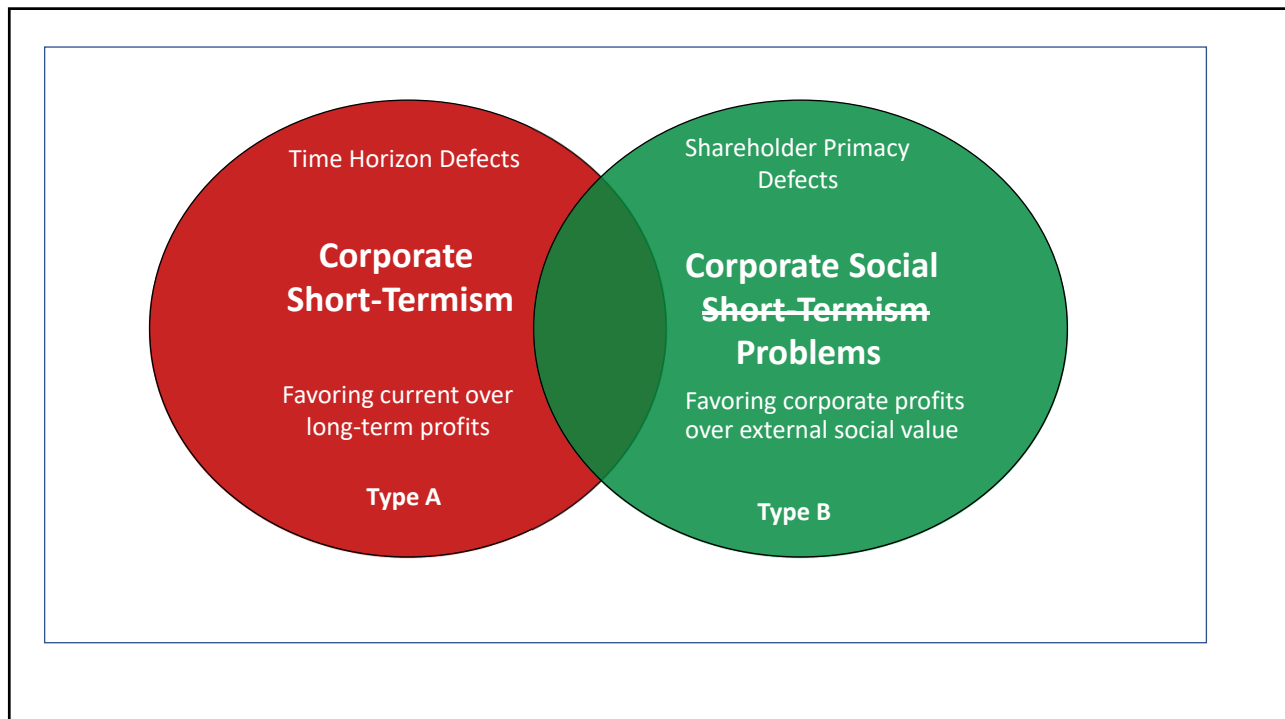 Time Horizon Defects
Corporate
Short-Termism
Favoring current over
long-term profits
Type A
Shareholder Primacy
Defects
Corporate Social
Short-Termism
Problems
Favoring corporate profits
over external social value
Type B